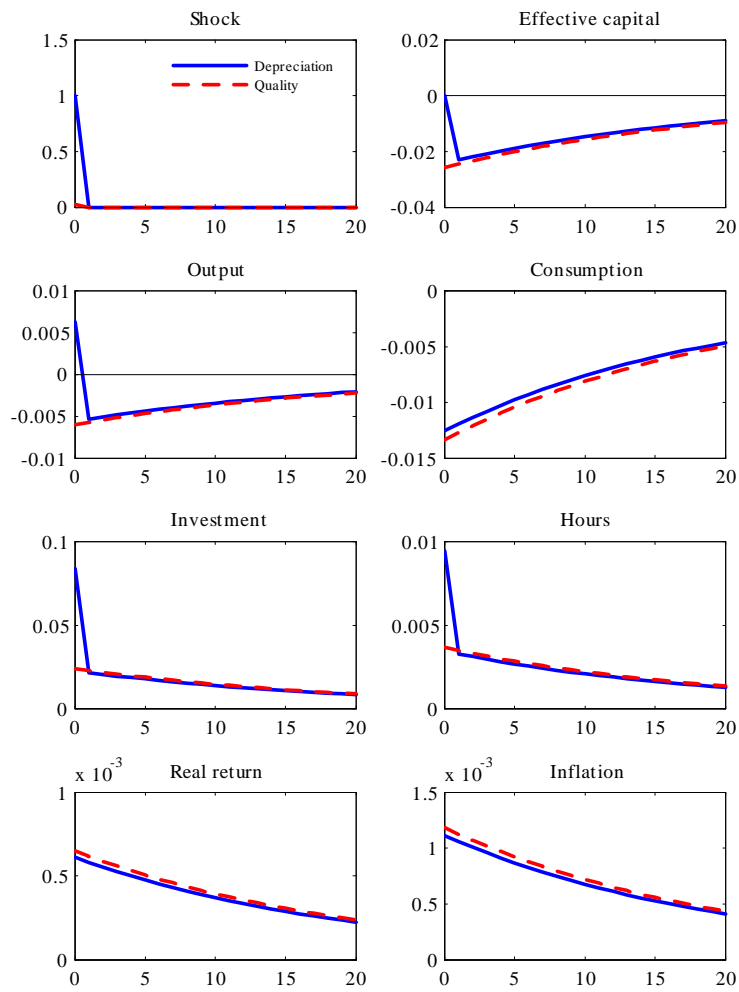 Shock
Effective capital
1.5
1
0.5
0
Depreciation
Quality
0 5 10 15 20
0.02
0
-0.02
-0.04
0 5 10 15 20
Output
Consumption
0.01
0.005
0
-0.005
-0.01
0 5 10 15 20
0
-0.005
-0.01
-0.015
0 5 10 15 20
Investment
Hours
0.1
0.05
0
0 5 10 15 20
0.01
0.005
0
0 5 10 15 20
x 10^-3
Real return
x 10^-3
Inflation
1
0.5
0
0 5 10 15 20
1.5
1
0.5
0
0 5 10 15 20